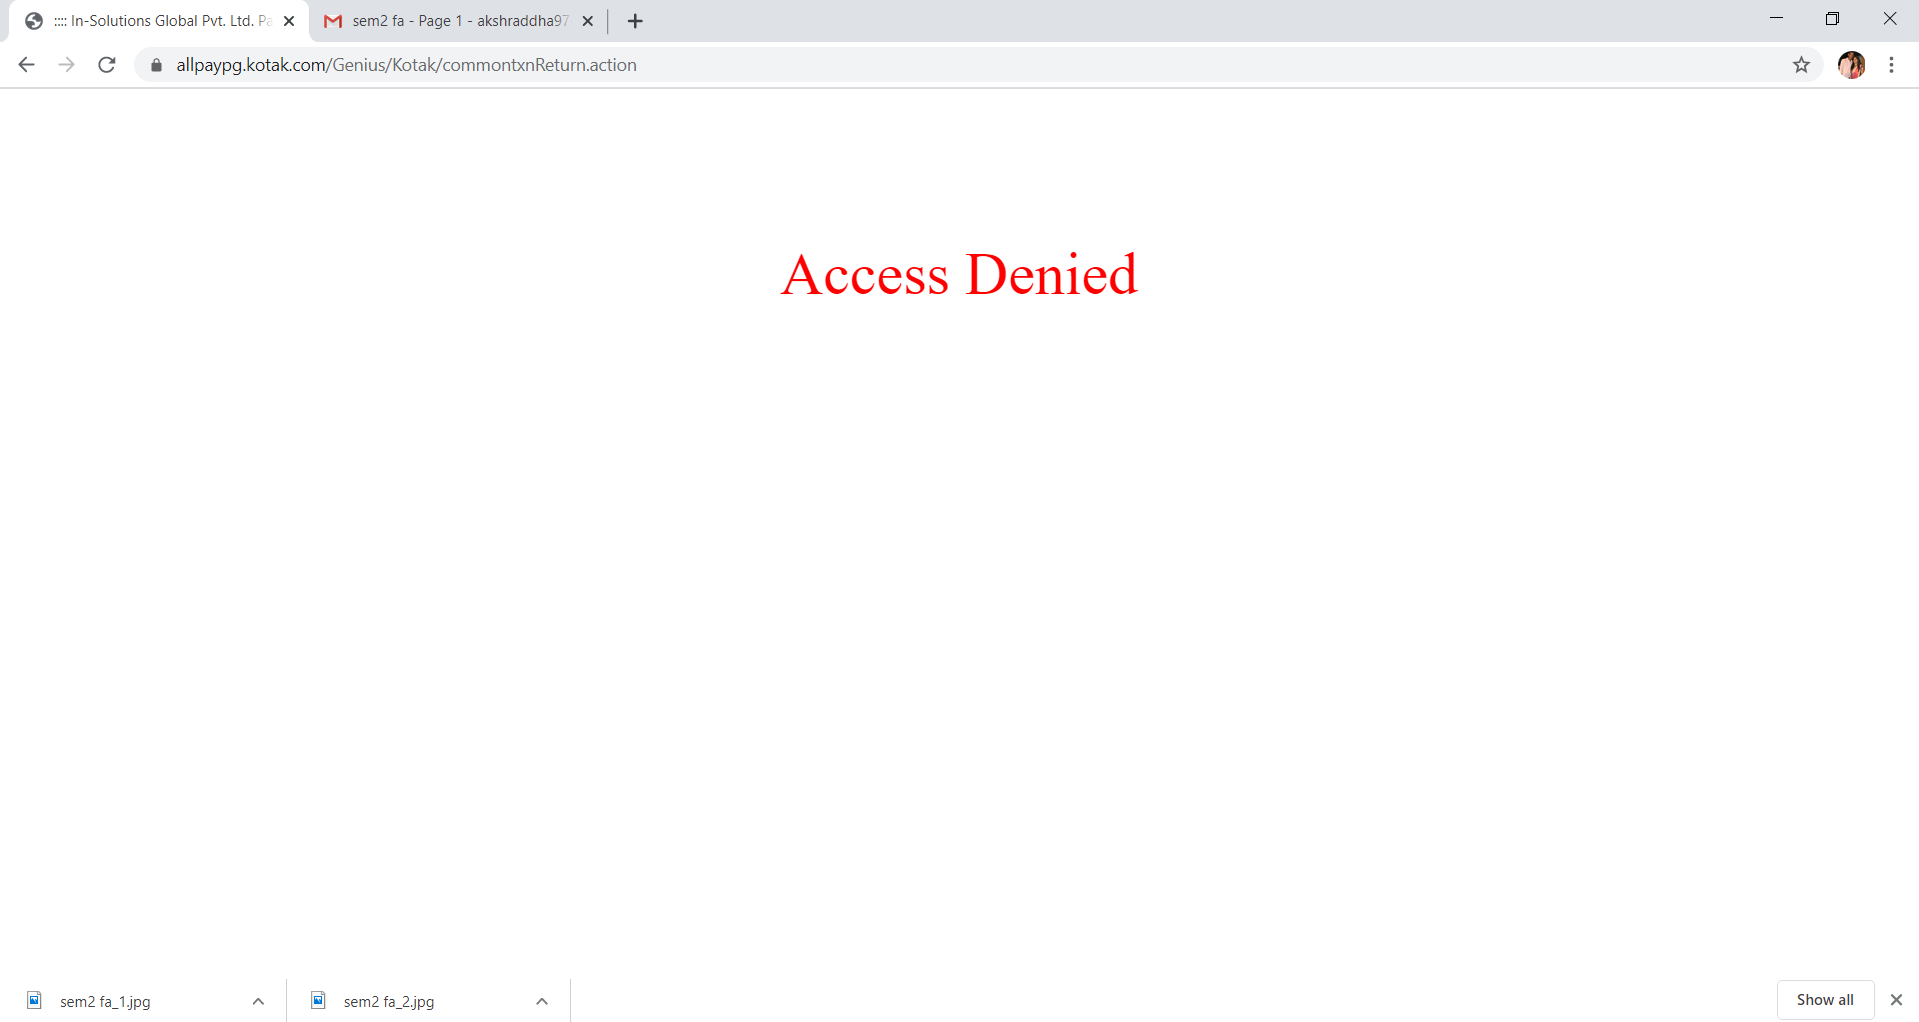 :::: In-Solutions Global Pvt. Ltd.
sem2 fa - Page 1 - akshraddha97
allpaypg.kotak.com/Genius/Kotak/commontxnReturn.action
Access Denied
sem2 fa_1.jpg
sem2 fa_2.jpg
Show all